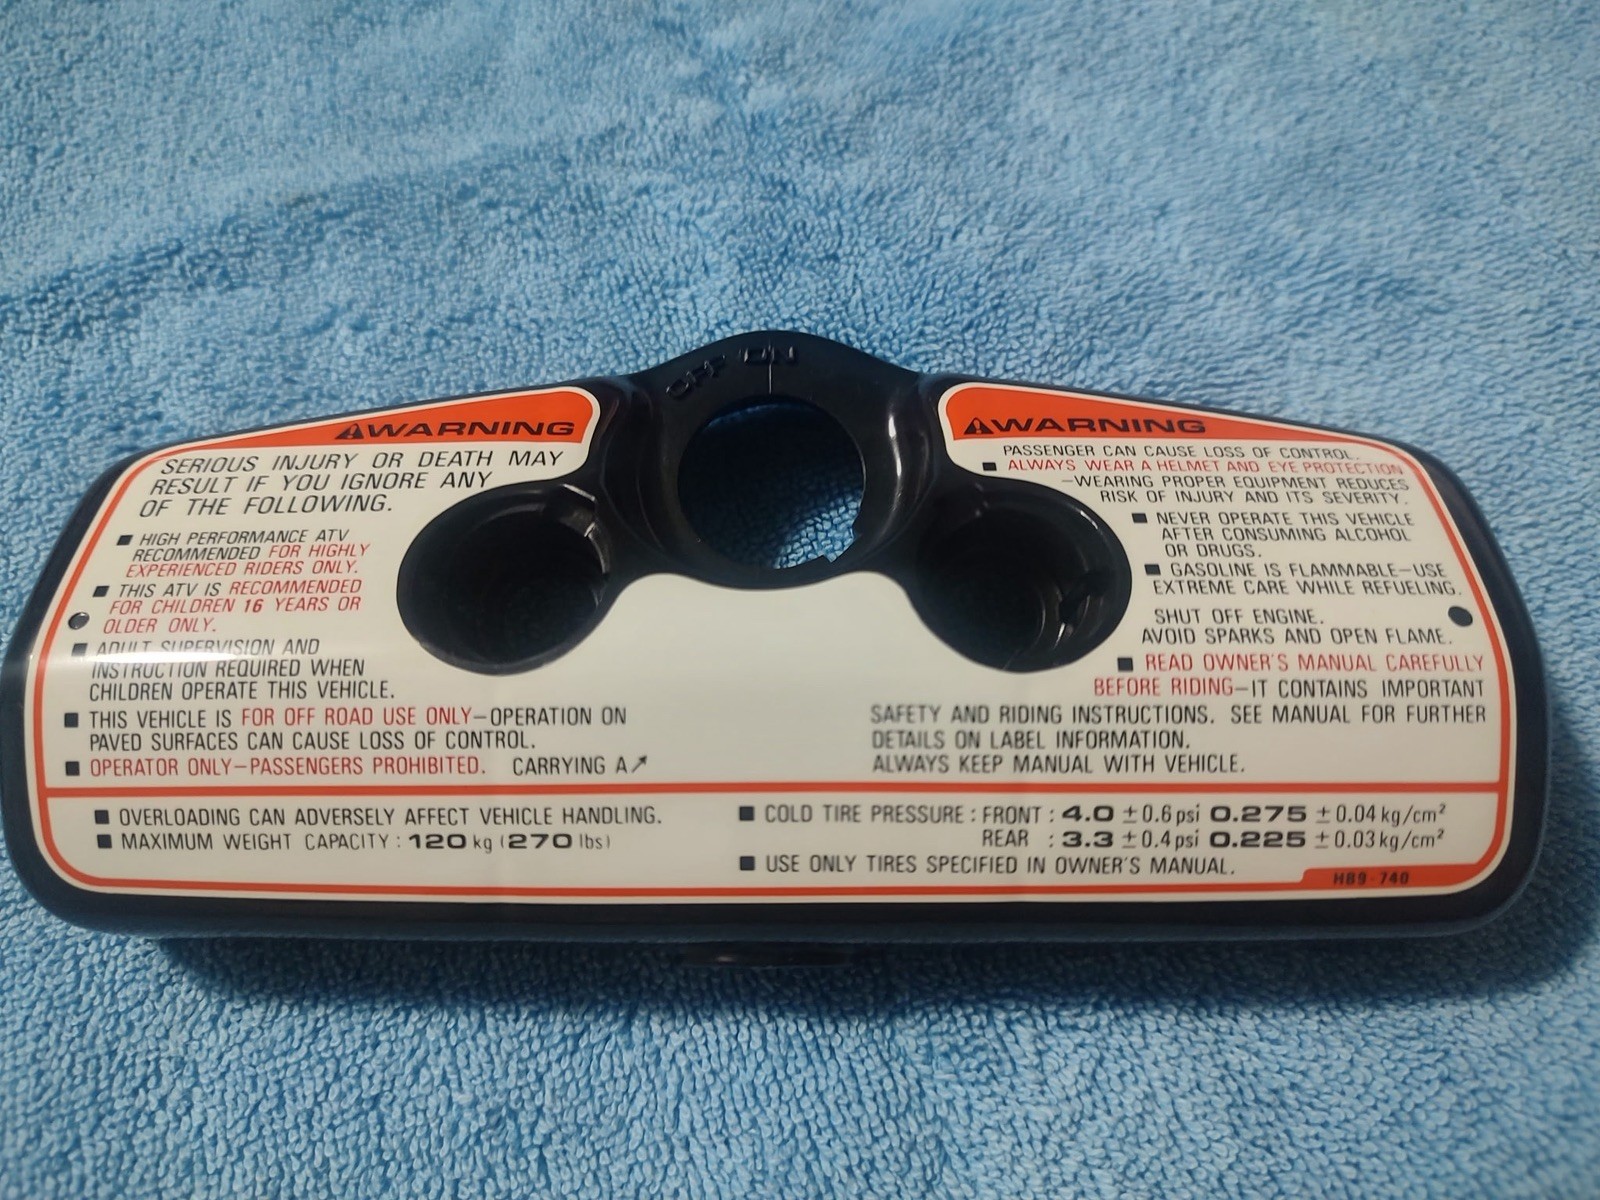 OFF ON
WARNING
SERIOUS INJURY OR DEATH MAY
RESULT IF YOU IGNORE ANY
OF THE FOLLOWING.
■ HIGH PERFORMANCE ATV
RECOMMENDED FOR HIGHLY
EXPERIENCED RIDERS ONLY.
■ THIS ATV IS RECOMMENDED
FOR CHILDREN 16 YEARS OR
OLDER ONLY.
■ ADULT SUPERVISION AND
INSTRUCTION REQUIRED WHEN
CHILDREN OPERATE THIS VEHICLE.
■ THIS VEHICLE IS FOR OFF ROAD USE ONLY–OPERATION ON
PAVED SURFACES CAN CAUSE LOSS OF CONTROL.
■ OPERATOR ONLY–PASSENGERS PROHIBITED. CARRYING A↗
WARNING
PASSENGER CAN CAUSE LOSS OF CONTROL.
■ ALWAYS WEAR A HELMET AND EYE PROTECTION
–WEARING PROPER EQUIPMENT REDUCES
RISK OF INJURY AND ITS SEVERITY.
■ NEVER OPERATE THIS VEHICLE
AFTER CONSUMING ALCOHOL
OR DRUGS.
■ GASOLINE IS FLAMMABLE–USE
EXTREME CARE WHILE REFUELING.
SHUT OFF ENGINE.
AVOID SPARKS AND OPEN FLAME.
■ READ OWNER'S MANUAL CAREFULLY
BEFORE RIDING–IT CONTAINS IMPORTANT
SAFETY AND RIDING INSTRUCTIONS. SEE MANUAL FOR FURTHER
DETAILS ON LABEL INFORMATION.
ALWAYS KEEP MANUAL WITH VEHICLE.
■ OVERLOADING CAN ADVERSELY AFFECT VEHICLE HANDLING.
■ MAXIMUM WEIGHT CAPACITY : 120 kg (270 lbs)
■ COLD TIRE PRESSURE : FRONT : 4.0 ±0.6 psi 0.275 ±0.04 kg/cm²
REAR : 3.3 ±0.4 psi 0.225 ±0.03 kg/cm²
■ USE ONLY TIRES SPECIFIED IN OWNER'S MANUAL.
HB9-740